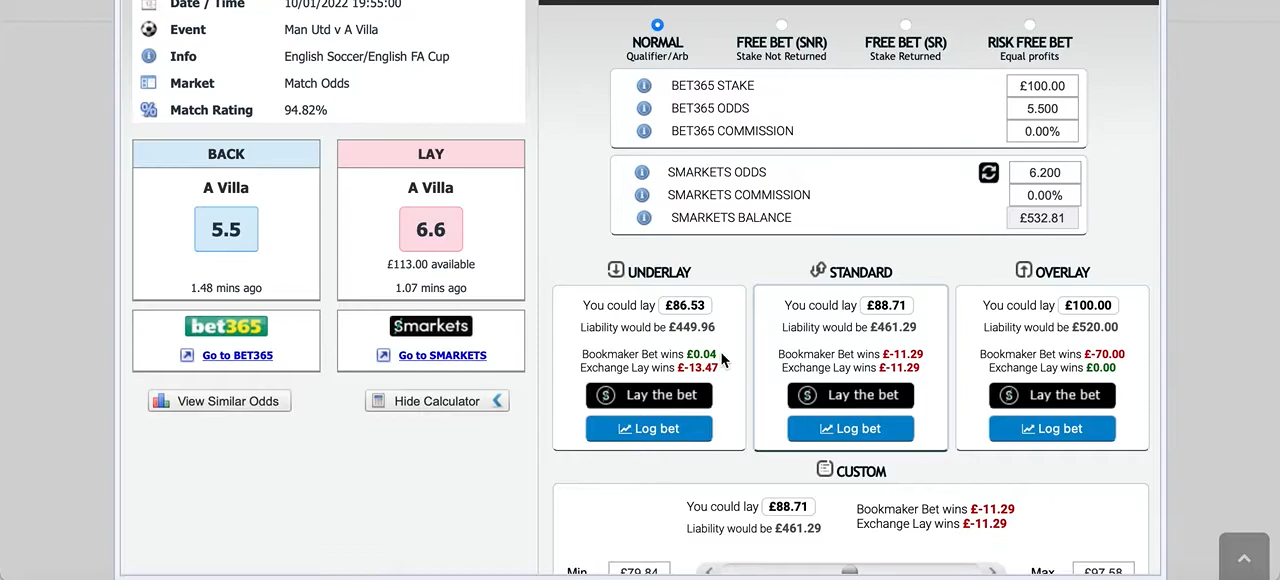 Date / Time 10/01/2022 19:55:00
Event Man Utd v A Villa
Info English Soccer/English FA Cup
Market Match Odds
Match Rating 94.82%
BACK
A Villa
5.5
1.48 mins ago
LAY
A Villa
6.6
£113.00 available
1.07 mins ago
bet365
Go to BET365
smarkets
Go to SMARKETS
View Similar Odds
Hide Calculator
NORMAL
Qualifier/Arb
FREE BET (SNR)
Stake Not Returned
FREE BET (SR)
Stake Returned
RISK FREE BET
Equal profits
BET365 STAKE £100.00
BET365 ODDS 5.500
BET365 COMMISSION 0.00%
SMARKETS ODDS 6.200
SMARKETS COMMISSION 0.00%
SMARKETS BALANCE £532.81
UNDERLAY
You could lay £86.53
Liability would be £449.96
Bookmaker Bet wins £0.04
Exchange Lay wins £-13.47
Lay the bet
Log bet
STANDARD
You could lay £88.71
Liability would be £461.29
Bookmaker Bet wins £-11.29
Exchange Lay wins £-11.29
Lay the bet
Log bet
OVERLAY
You could lay £100.00
Liability would be £520.00
Bookmaker Bet wins £-70.00
Exchange Lay wins £0.00
Lay the bet
Log bet
CUSTOM
You could lay £88.71
Liability would be £461.29
Bookmaker Bet wins £-11.29
Exchange Lay wins £-11.29
Min £79.84
Max £97.58